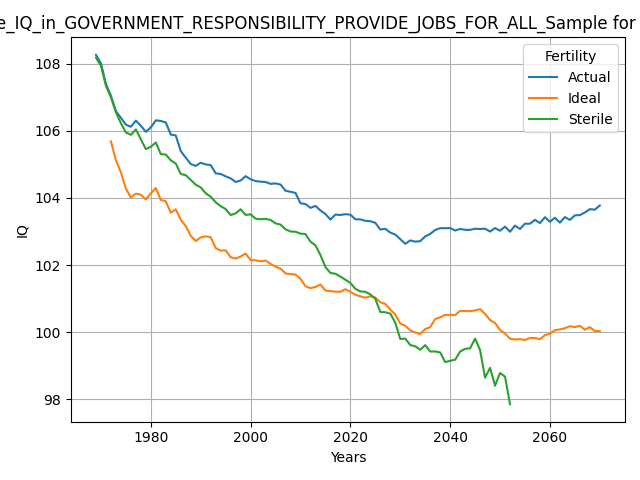 e_IQ_in_GOVERNMENT_RESPONSIBILITY_PROVIDE_JOBS_FOR_ALL_Sample for
Fertility
Actual
Ideal
Sterile
IQ
108
106
104
102
100
98
1980
2000
2020
2040
2060
Years